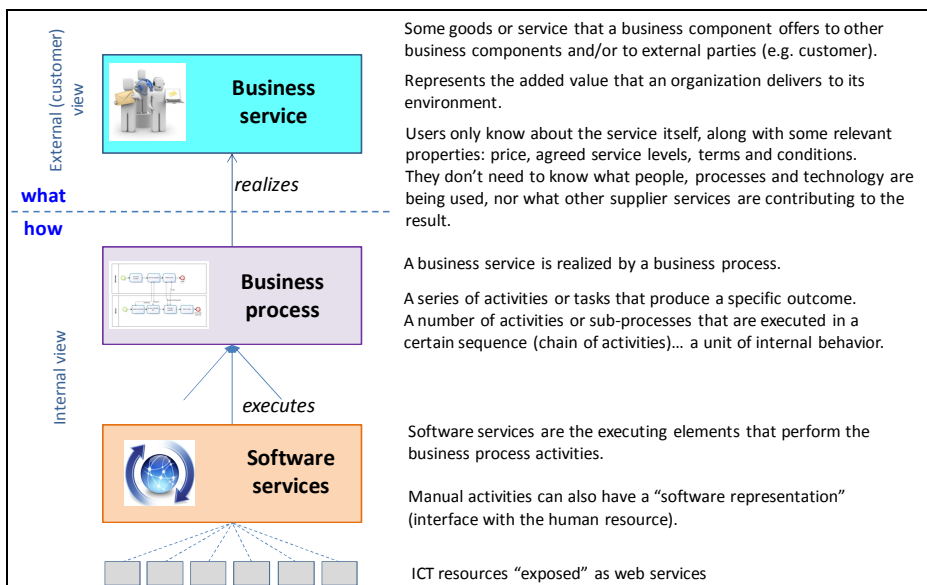 External (customer)
view
Business
service
Some goods or service that a business component offers to other
business components and/or to external parties (e.g. customer).
Represents the added value that an organization delivers to its
environment.
Users only know about the service itself, along with some relevant
properties: price, agreed service levels, terms and conditions.
They don’t need to know what people, processes and technology are
being used, nor what other supplier services are contributing to the
result.
realizes
what
how
Internal view
Business
process
A business service is realized by a business process.
A series of activities or tasks that produce a specific outcome.
A number of activities or sub-processes that are executed in a
certain sequence (chain of activities)… a unit of internal behavior.
executes
Software
services
Software services are the executing elements that perform the
business process activities.
Manual activities can also have a “software representation”
(interface with the human resource).
ICT resources “exposed” as web services